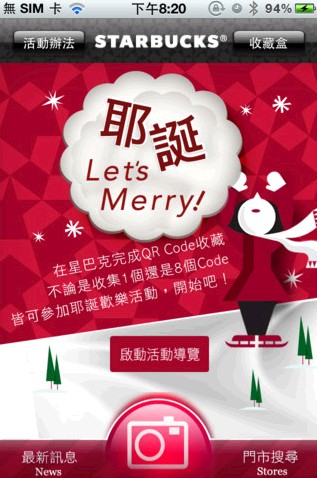 無 SIM 卡
下午8:20
94%
活動辦法
STARBUCKS®
收藏盒
耶誕
Let's
Merry!
在星巴克完成QR Code收藏
不論是收集1個還是8個Code
皆可參加耶誕歡樂活動，開始吧！
啟動活動導覽
最新訊息
News
門市搜尋
Stores